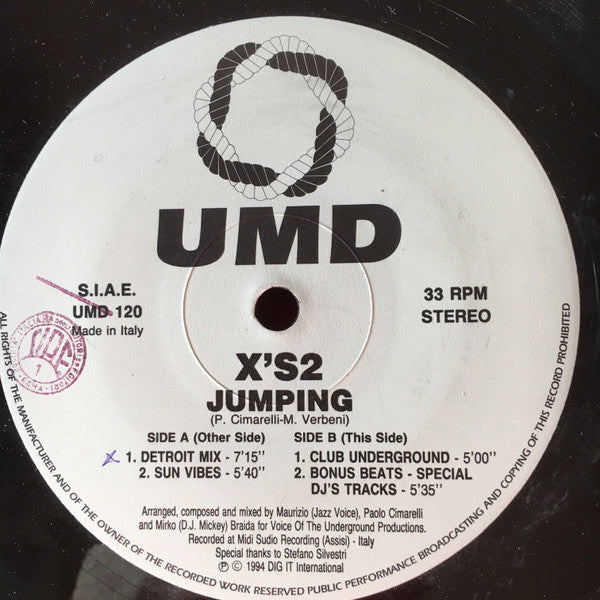 UMD
S.I.A.E.
UMD 120
Made in Italy
33 RPM
STEREO
X'S2
JUMPING
(P. Cimarelli-M. Verbeni)
SIDE A (Other Side)
1. DETROIT MIX - 7'15"
2. SUN VIBES - 5'40"
SIDE B (This Side)
1. CLUB UNDERGROUND - 5'00"
2. BONUS BEATS - SPECIAL
DJ'S TRACKS - 5'35"
Arranged, composed and mixed by Maurizio (Jazz Voice), Paolo Cimarelli
and Mirko (D.J. Mickey) Braida for Voice Of The Underground Productions.
Recorded at Midi Sudio Recording (Assisi) - Italy
Special thanks to Stefano Silvestri
Ⓟ © 1994 DIG IT International
ALL RIGHTS OF THE MANUFACTURER AND OF THE OWNER OF THE RECORDED WORK RESERVED PUBLIC PERFORMANCE BROADCASTING AND COPYING OF THIS RECORD PROHIBITED